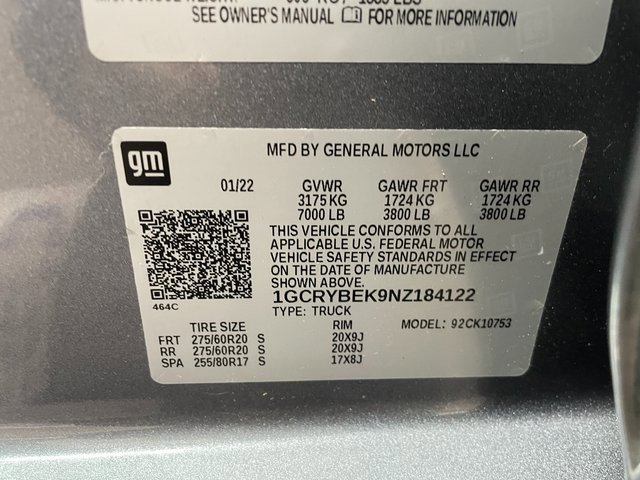 SEE OWNER'S MANUAL FOR MORE INFORMATION
gm
MFD BY GENERAL MOTORS LLC
01/22 GVWR GAWR FRT GAWR RR
3175 KG 1724 KG 1724 KG
7000 LB 3800 LB 3800 LB
THIS VEHICLE CONFORMS TO ALL
APPLICABLE U.S. FEDERAL MOTOR
VEHICLE SAFETY STANDARDS IN EFFECT
ON THE DATE OF MANUFACTURE
SHOWN ABOVE.
464C
1GCRYBEK9NZ184122
TYPE: TRUCK MODEL: 92CK10753
TIRE SIZE RIM
FRT 275/60R20 S 20X9J
RR 275/60R20 S 20X9J
SPA 255/80R17 S 17X8J